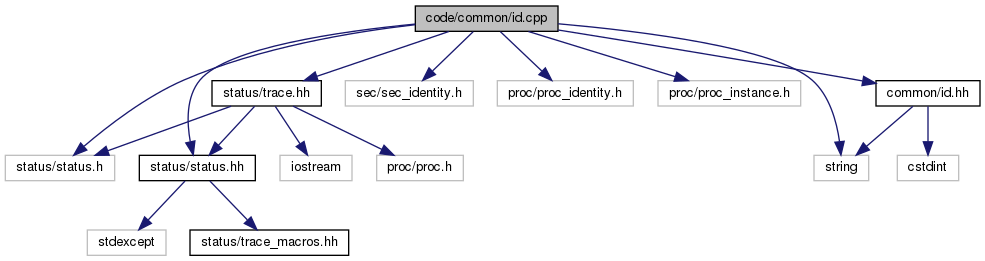 code/common/id.cpp
status/trace.hh
sec/sec_identity.h
proc/proc_identity.h
proc/proc_instance.h
common/id.hh
status/status.h
status/status.hh
iostream
proc/proc.h
string
cstdint
stdexcept
status/trace_macros.hh